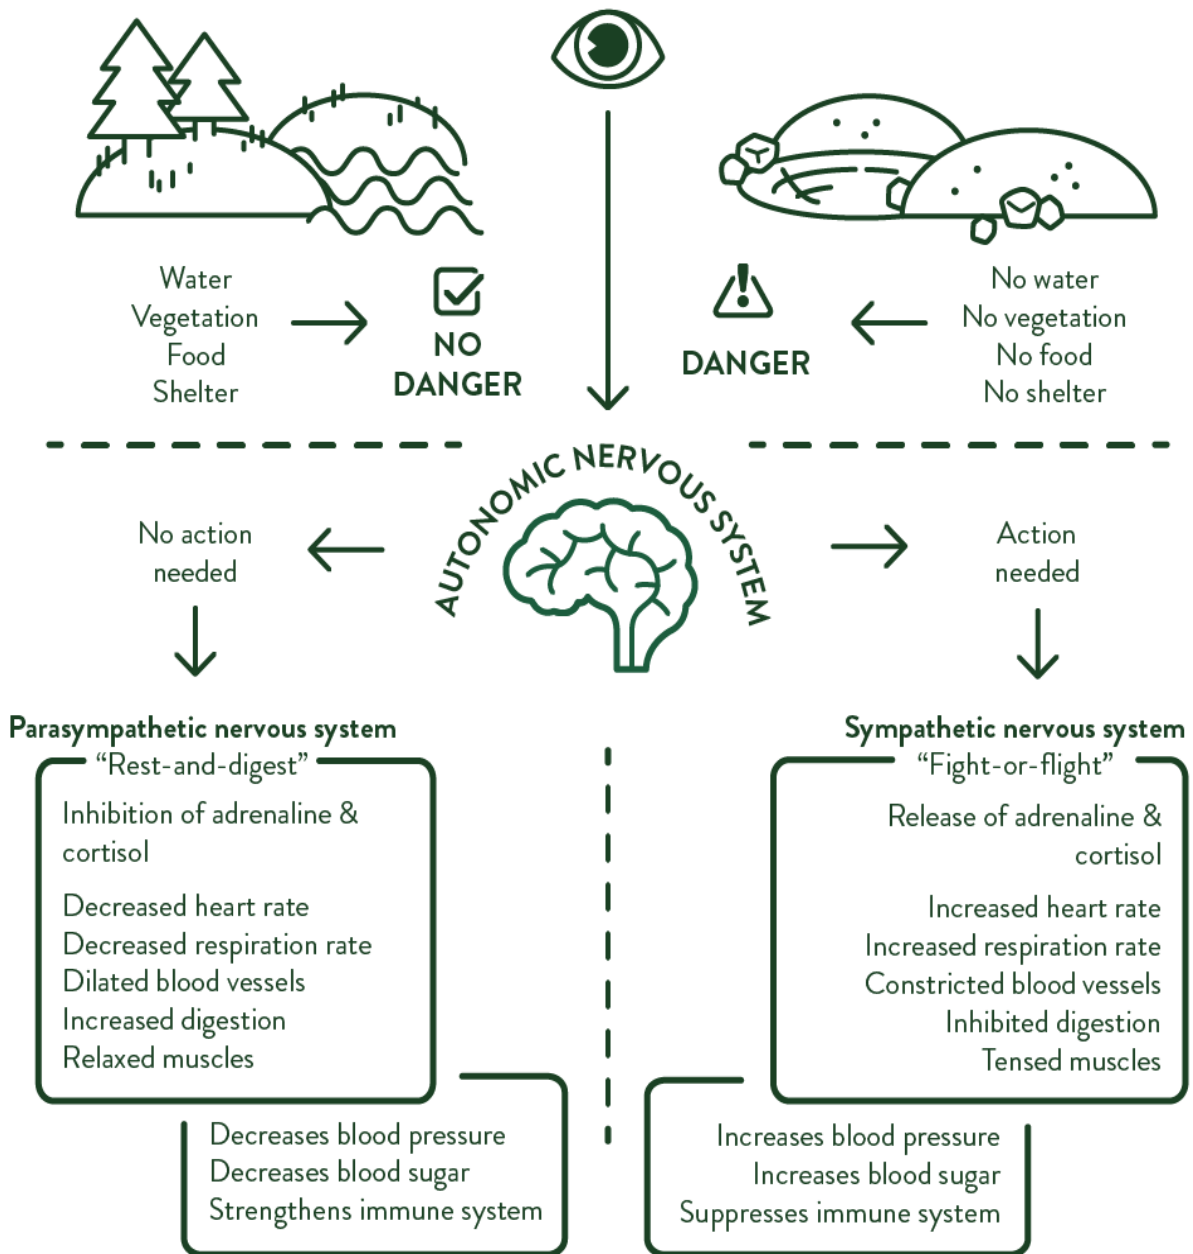 Water
Vegetation
Food
Shelter
NO
DANGER
DANGER
No water
No vegetation
No food
No shelter
AUTONOMIC NERVOUS SYSTEM
No action
needed
Action
needed
Parasympathetic nervous system
“Rest-and-digest”
Inhibition of adrenaline &
cortisol
Decreased heart rate
Decreased respiration rate
Dilated blood vessels
Increased digestion
Relaxed muscles
Decreases blood pressure
Decreases blood sugar
Strengthens immune system
Sympathetic nervous system
“Fight-or-flight”
Release of adrenaline &
cortisol
Increased heart rate
Increased respiration rate
Constricted blood vessels
Inhibited digestion
Tensed muscles
Increases blood pressure
Increases blood sugar
Suppresses immune system